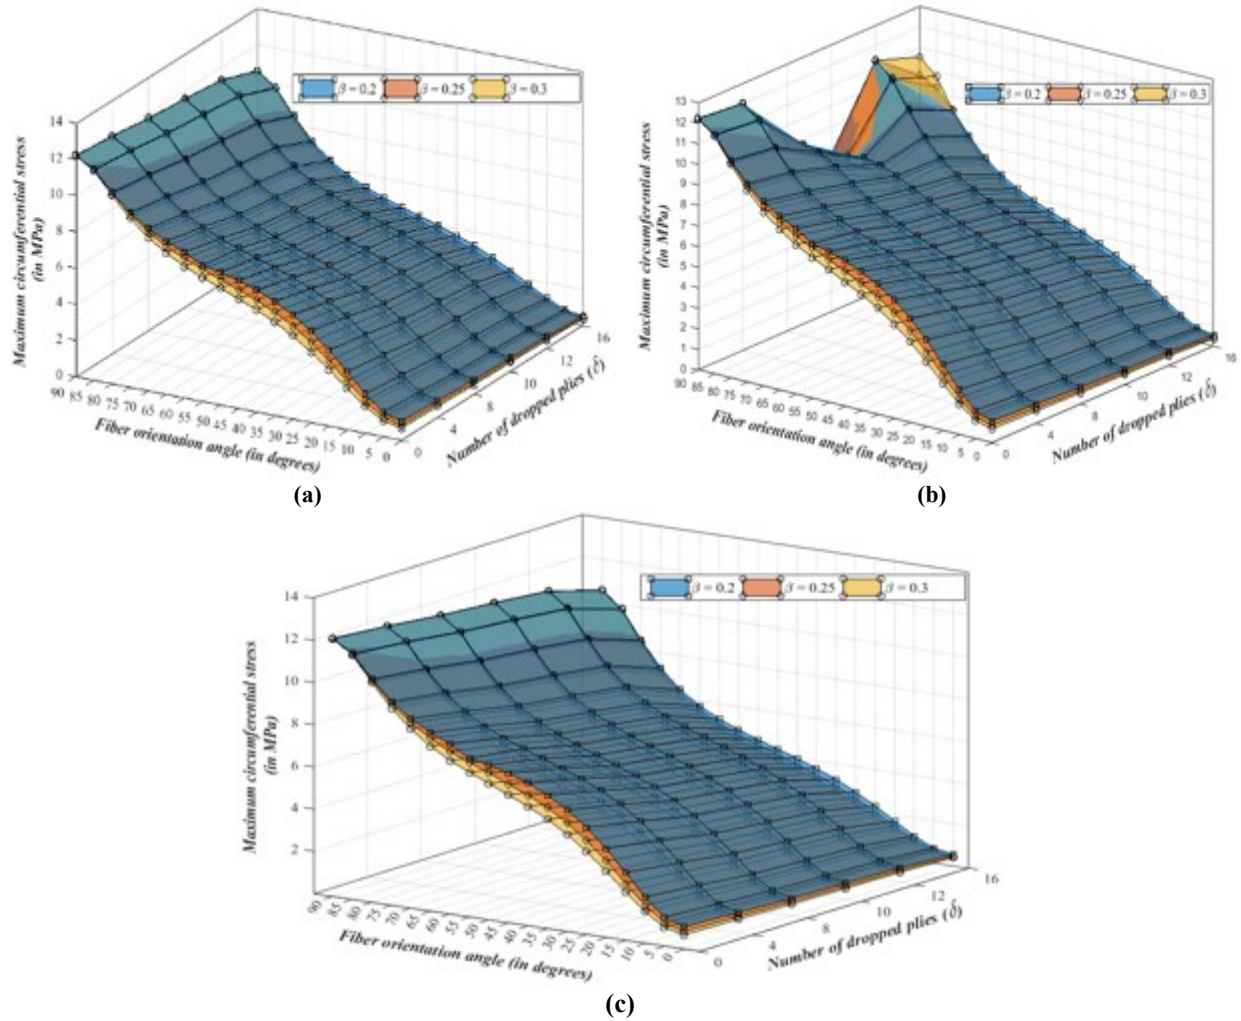 β = 0.2 β = 0.25 β = 0.3
Maximum circumferential stress
(in MPa)
14
12
10
8
6
4
2
0
90 85 80 75 70 65 60 55 50 45 40 35 30 25 20 15 10 5 0
Fiber orientation angle (in degrees)
0 4 8 10 12 16
Number of dropped plies (δ)
(a)
β = 0.2 β = 0.25 β = 0.3
Maximum circumferential stress
(in MPa)
13
12
11
10
9
8
7
6
5
4
3
2
1
0
90 85 80 75 70 65 60 55 50 45 40 35 30 25 20 15 10 5 0
Fiber orientation angle (in degrees)
0 4 8 10 12 16
Number of dropped plies (δ)
(b)
β = 0.2 β = 0.25 β = 0.3
Maximum circumferential stress
(in MPa)
14
12
10
8
6
4
2
90 85 80 75 70 65 60 55 50 45 40 35 30 25 20 15 10 5 0
Fiber orientation angle (in degrees)
0 4 8 10 12 16
Number of dropped plies (δ)
(c)